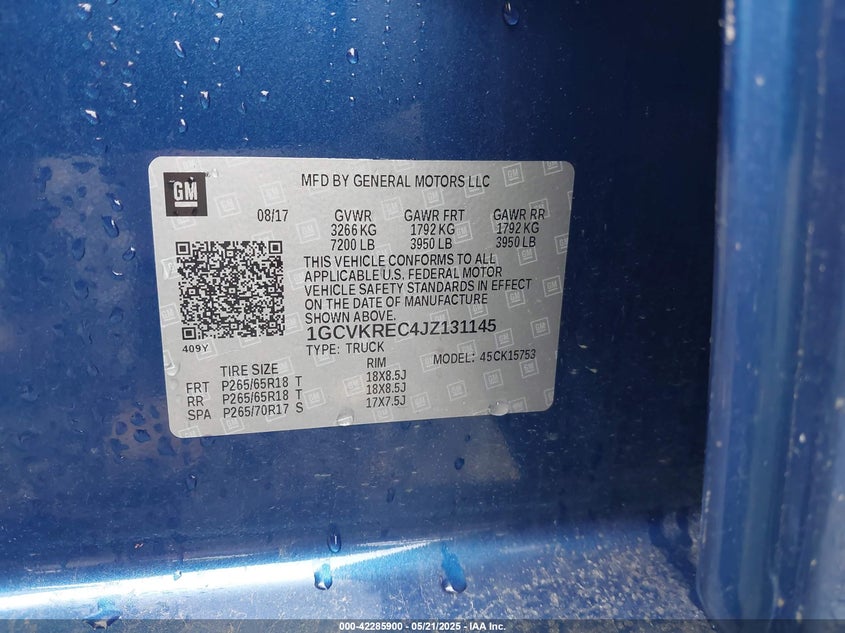 GM
MFD BY GENERAL MOTORS LLC
08/17 GVWR GAWR FRT GAWR RR
3266 KG 1792 KG 1792 KG
7200 LB 3950 LB 3950 LB
THIS VEHICLE CONFORMS TO ALL
APPLICABLE U.S. FEDERAL MOTOR
VEHICLE SAFETY STANDARDS IN EFFECT
ON THE DATE OF MANUFACTURE
SHOWN ABOVE.
409Y
1GCVKREC4JZ131145
TYPE: TRUCK MODEL: 45CK15753
TIRE SIZE RIM
FRT P265/65R18 T 18X8.5J
RR P265/65R18 T 18X8.5J
SPA P265/70R17 S 17X7.5J
000-42285900 - 05/21/2025 - IAA Inc.